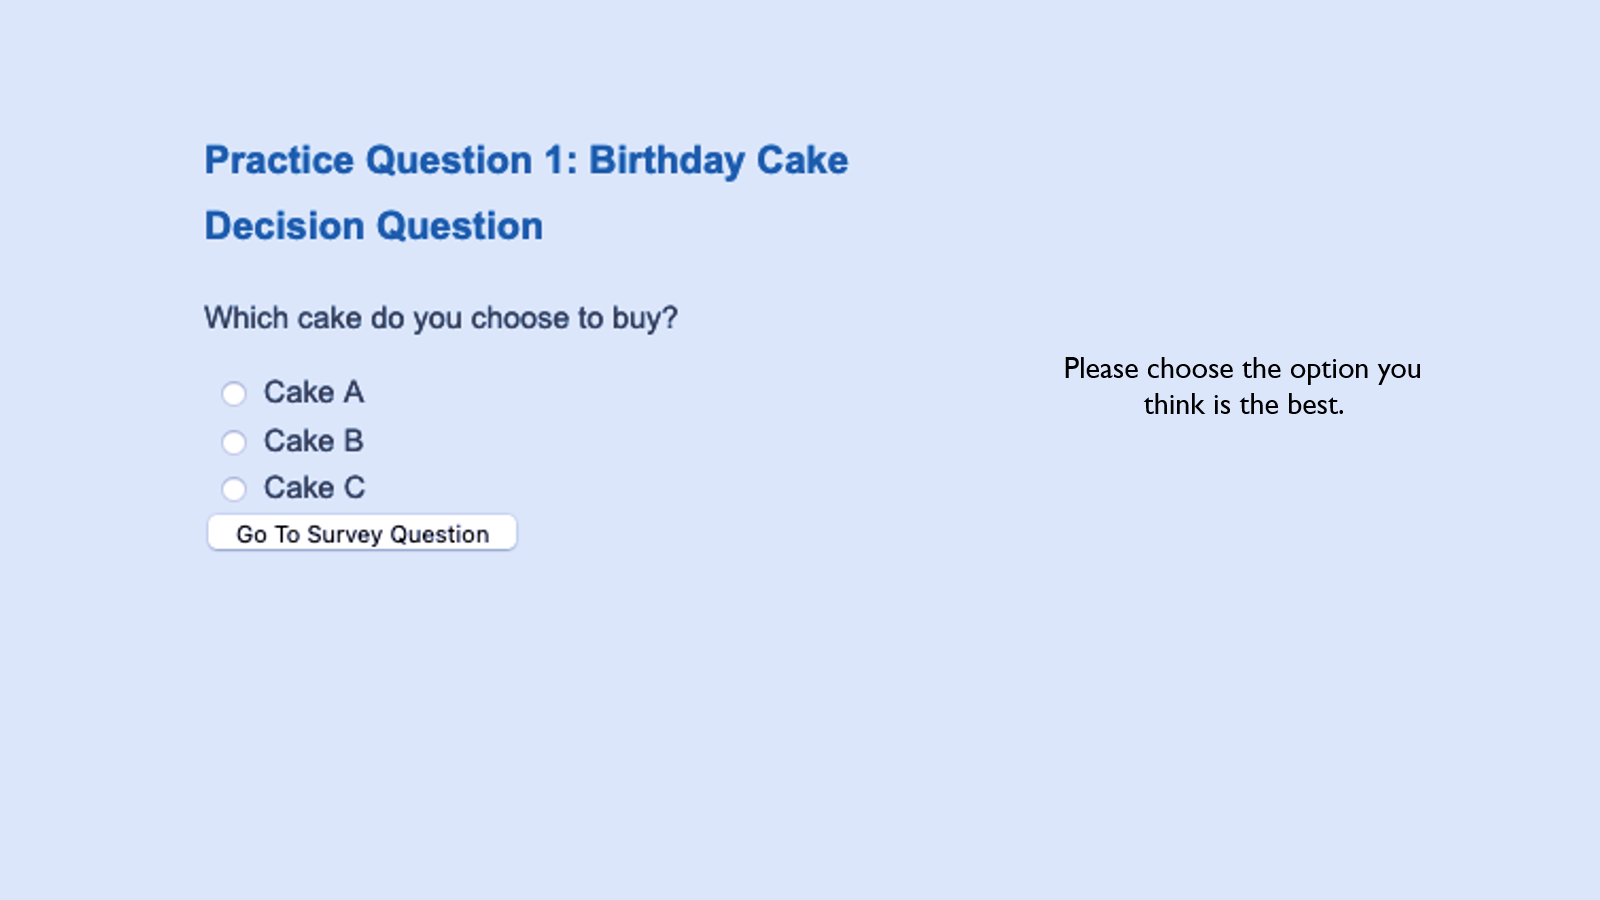 Practice Question 1: Birthday Cake
Decision Question
Which cake do you choose to buy?
Cake A
Cake B
Cake C
Go To Survey Question
Please choose the option you
think is the best.